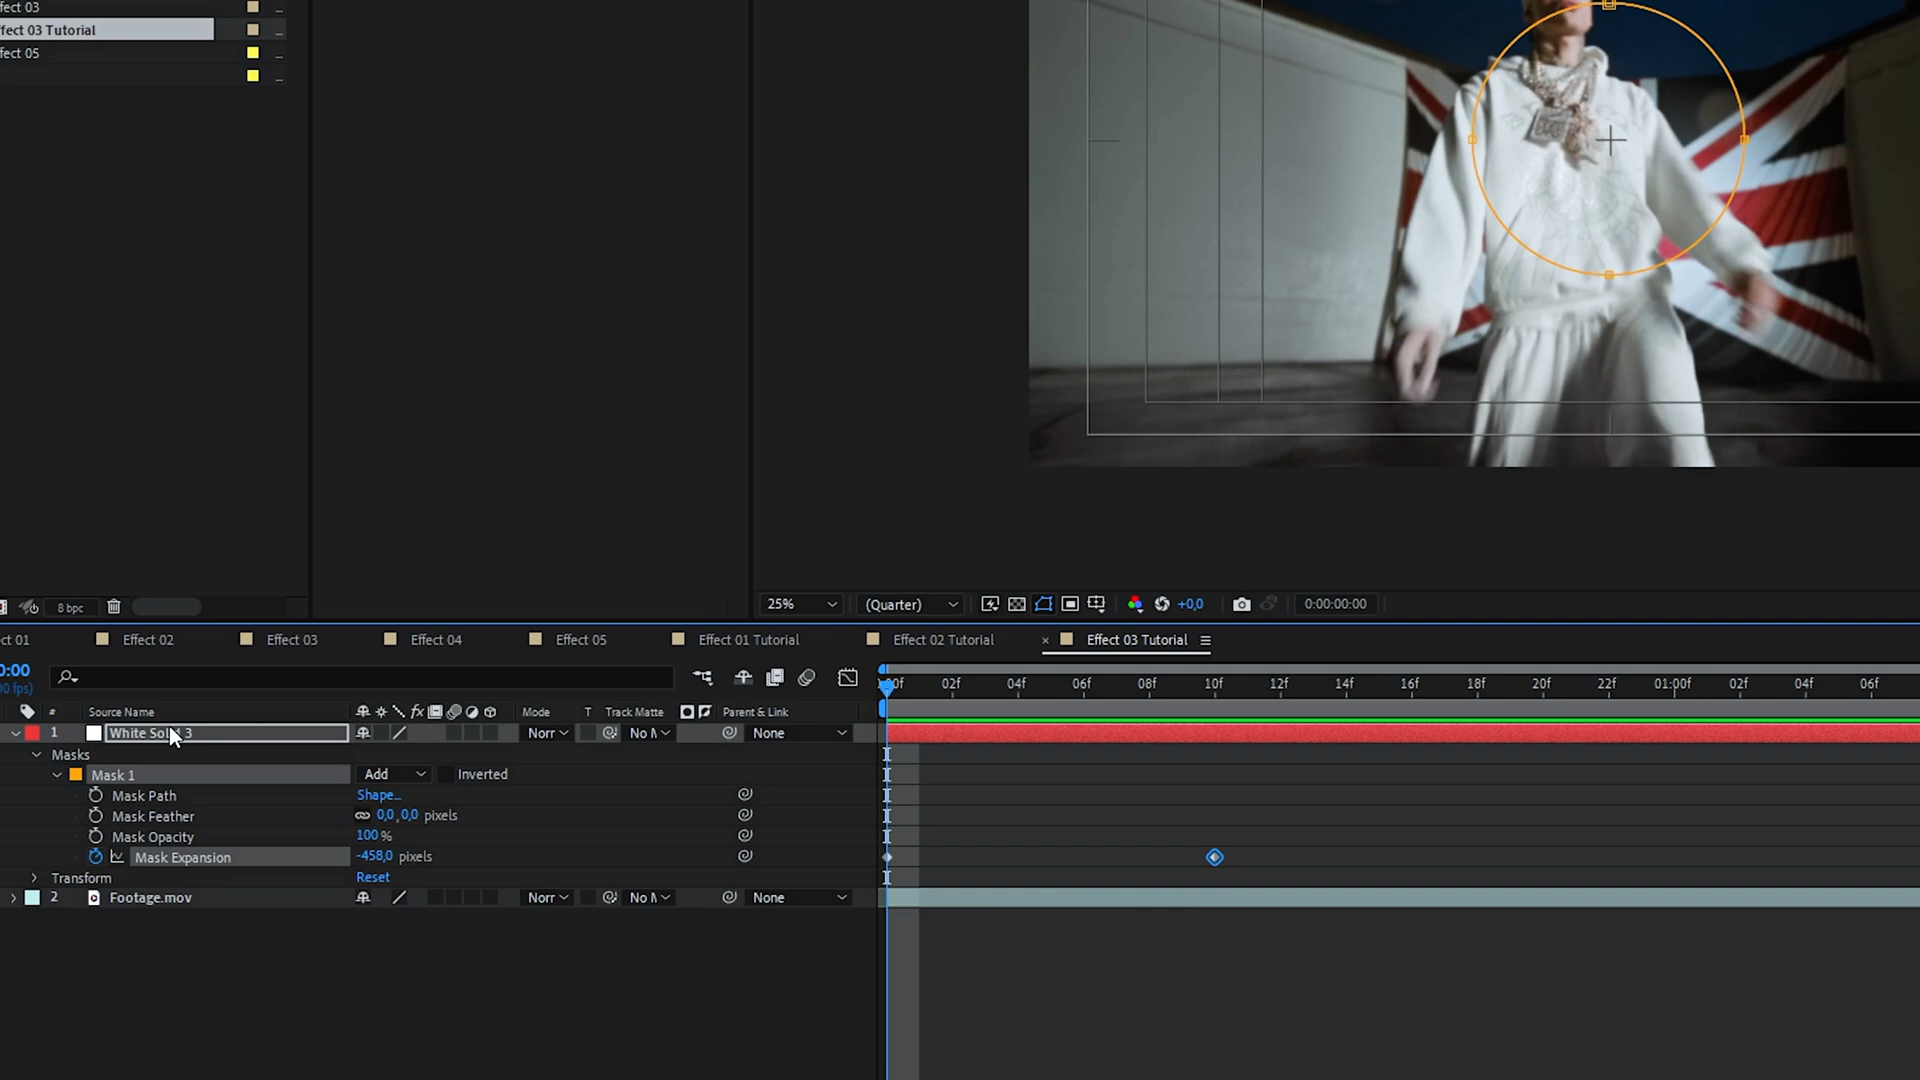 fect 03
ffect 03 Tutorial
fect 05
8 bpc
25%
(Quarter)
+0,0
0:00:00:00
ct 01
Effect 02
Effect 03
Effect 04
Effect 05
Effect 01 Tutorial
Effect 02 Tutorial
Effect 03 Tutorial
0:00
00 fps)
:00f 02f 04f 06f 08f 10f 12f 14f 16f 18f 20f 22f 01:00f 02f 04f 06f
# Source Name fx Mode T Track Matte Parent & Link
1 White Solid 3 Norr No M None
Masks
Mask 1 Add Inverted
Mask Path Shape...
Mask Feather 0,0,0,0 pixels
Mask Opacity 100 %
Mask Expansion -458,0 pixels
Transform Reset
2 Footage.mov Norr No M None